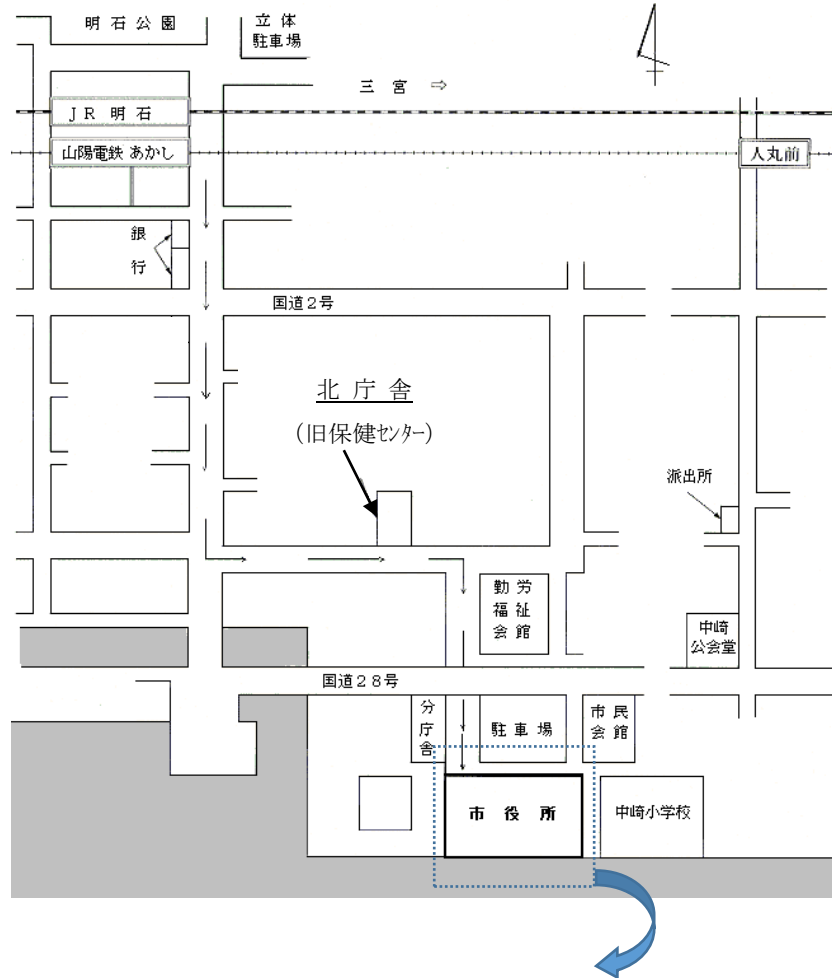 明石公園
立体
駐車場
三宮 ⇨
JR 明石
山陽電鉄 あかし
人丸前
銀
行
国道2号
北庁舎
(旧保健センター)
派出所
勤労
福祉
会館
中崎
公会堂
国道28号
分
庁
舎
駐車場
市民
会館
市役所
中崎小学校